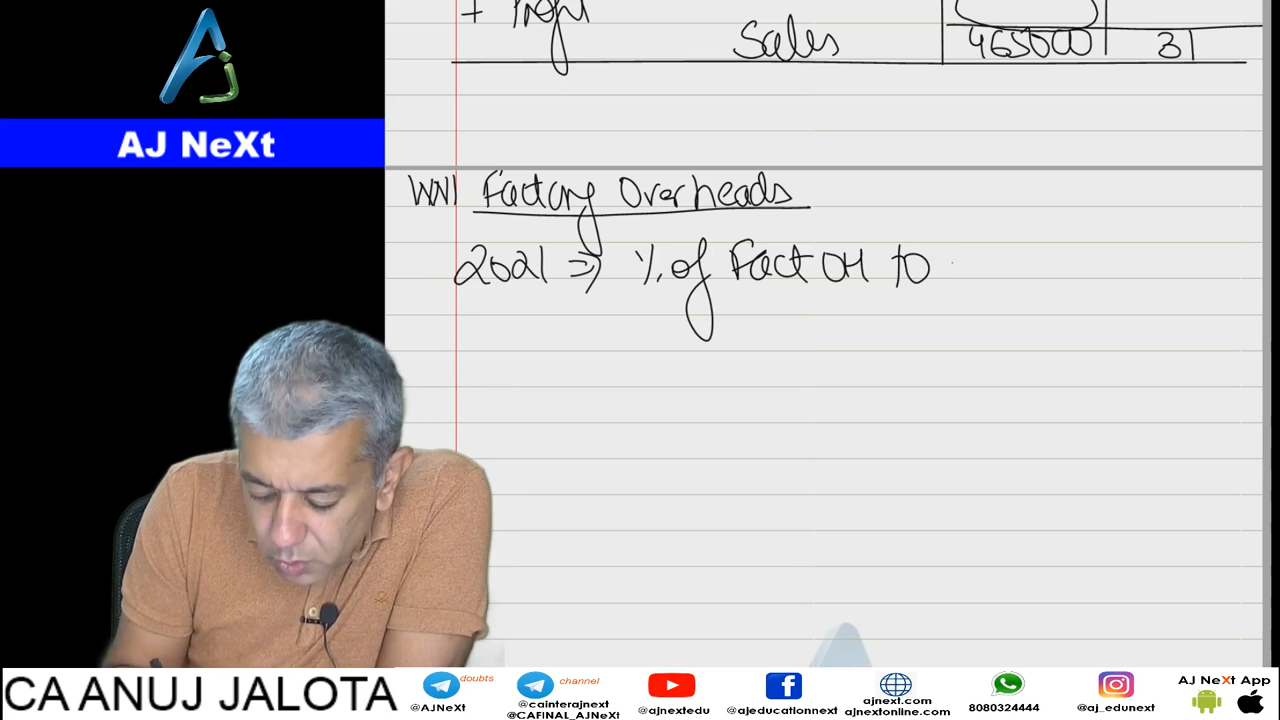 + Profit
Sales 465000 31
AJ NeXt
WN1 Factory Overheads
2021 ⇒ % of Fact OH to
CA ANUJ JALOTA
doubts
@AJNeXt
channel
@cainterajnext
@CAFINAL_AJNeXt
@ajnextedu
@ajeducationnext
ajnext.com
ajnextonline.com
8080324444
@aj_edunext
AJ NeXt App